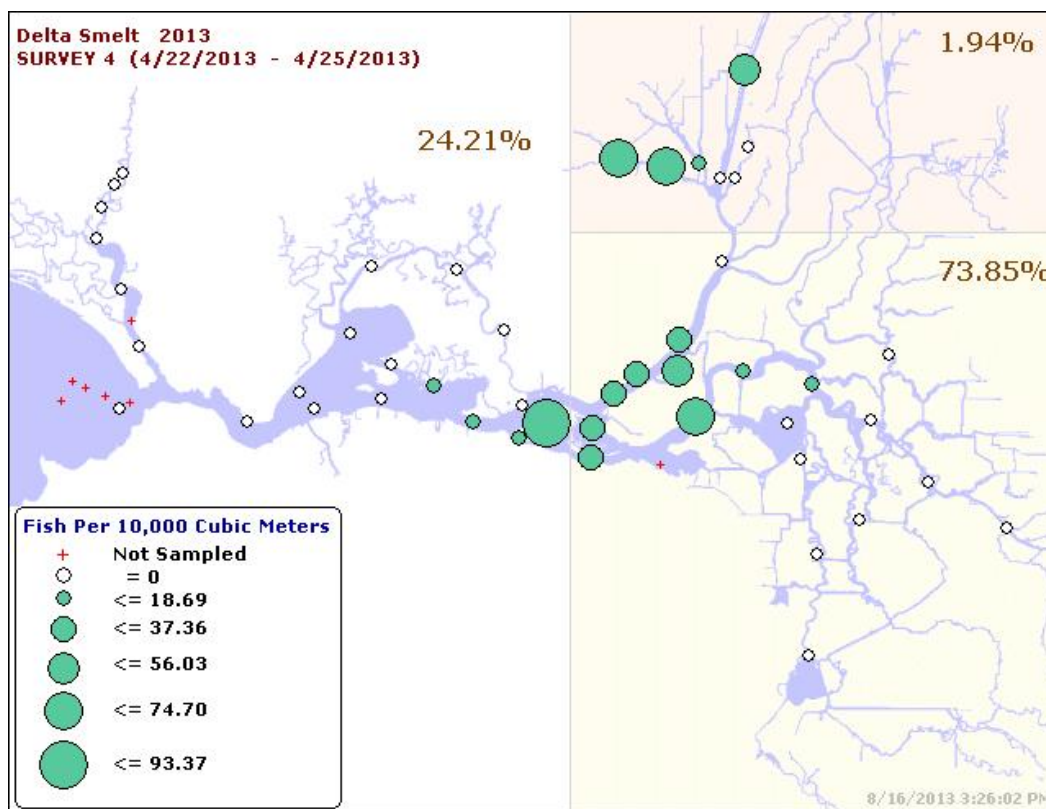 Delta Smelt 2013
SURVEY 4 (4/22/2013 - 4/25/2013)
1.94%
24.21%
73.85%
Fish Per 10,000 Cubic Meters
Not Sampled
= 0
<= 18.69
<= 37.36
<= 56.03
<= 74.70
<= 93.37
8/16/2013 3:26:02 PM